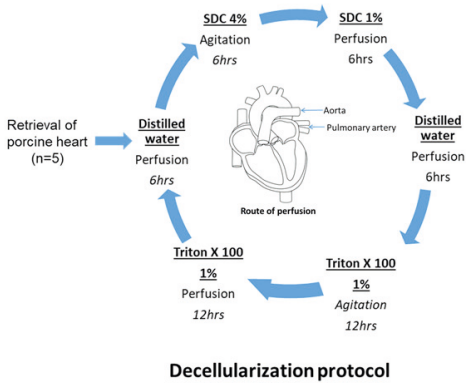 SDC 4%
Agitation
6hrs
SDC 1%
Perfusion
6hrs
Distilled
water
Perfusion
6hrs
Triton X 100
1%
Agitation
12hrs
Triton X 100
1%
Perfusion
12hrs
Distilled
water
Perfusion
6hrs
Retrieval of
porcine heart
(n=5)
Aorta
Pulmonary artery
Route of perfusion
Decellularization protocol